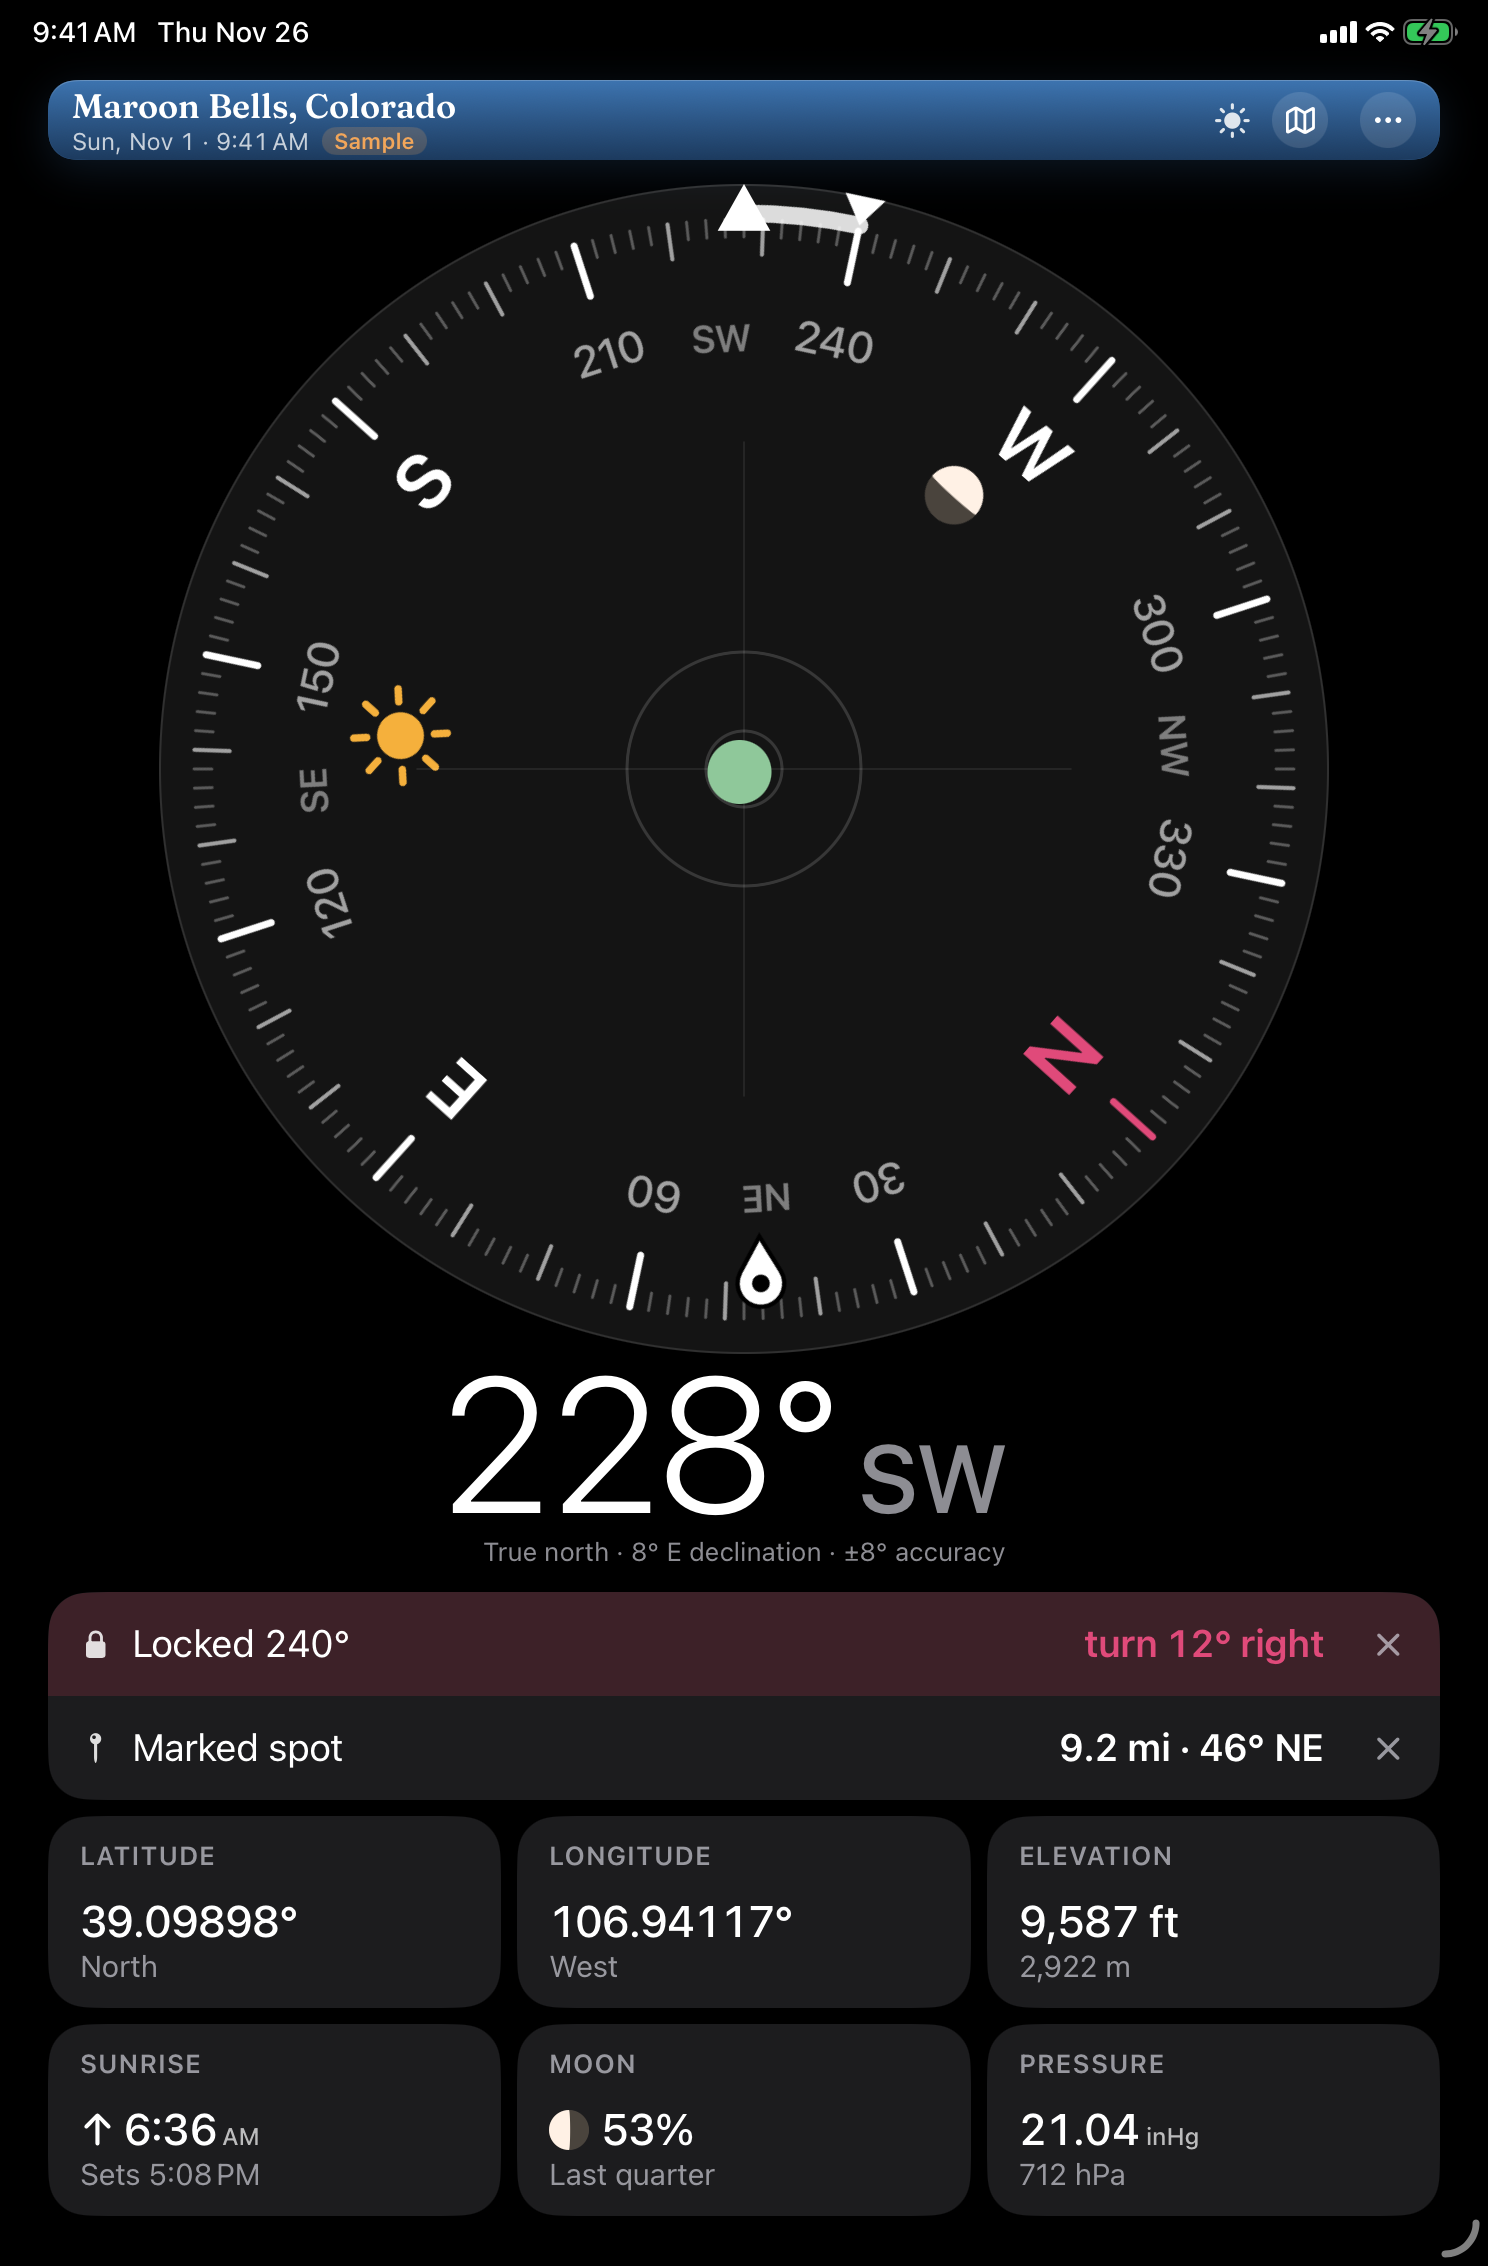 9:41 AM Thu Nov 26
Maroon Bells, Colorado
Sun, Nov 1 · 9:41 AM Sample
210 SW 240
S W
150 300
SE NW
120 330
E N
60 NE 30
228° SW
True north · 8° E declination · ±8° accuracy
Locked 240° turn 12° right
Marked spot 9.2 mi · 46° NE
LATITUDE LONGITUDE ELEVATION
39.09898° 106.94117° 9,587 ft
North West 2,922 m
SUNRISE MOON PRESSURE
↑ 6:36 AM 53% 21.04 inHg
Sets 5:08 PM Last quarter 712 hPa